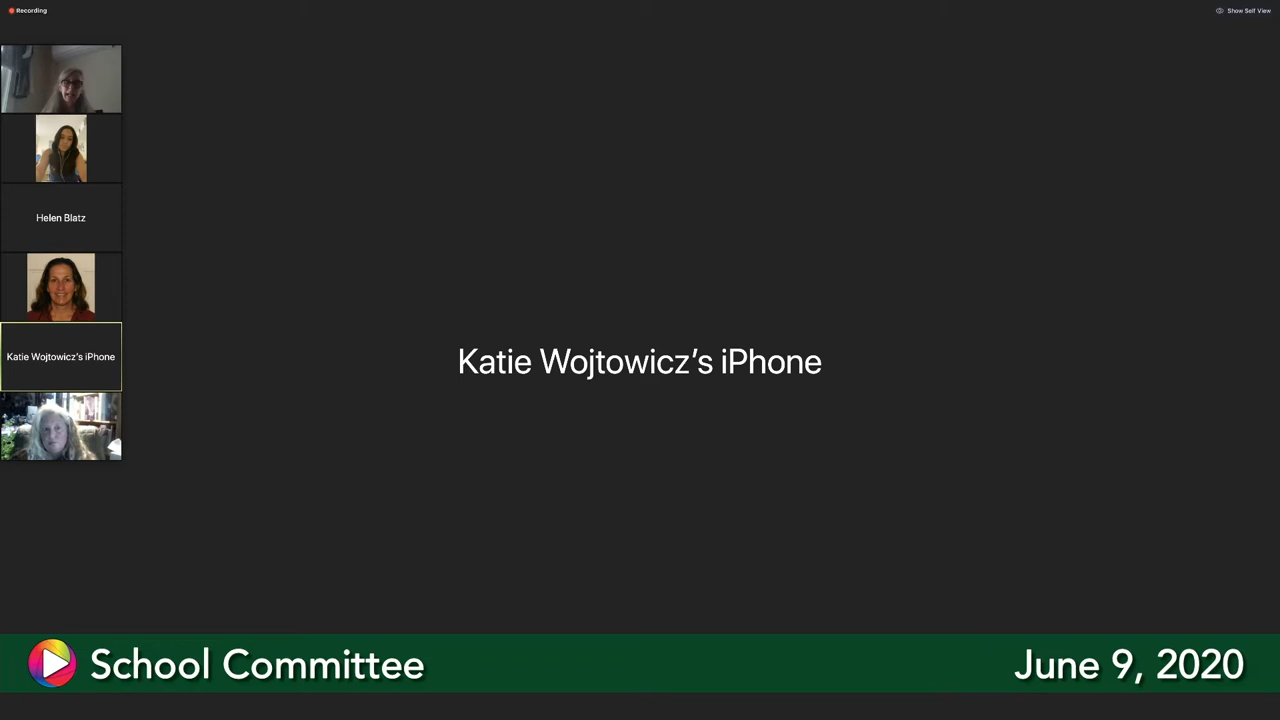 Recording
Show Self View
Helen Blatz
Katie Wojtowicz's iPhone
Katie Wojtowicz's iPhone
School Committee
June 9, 2020